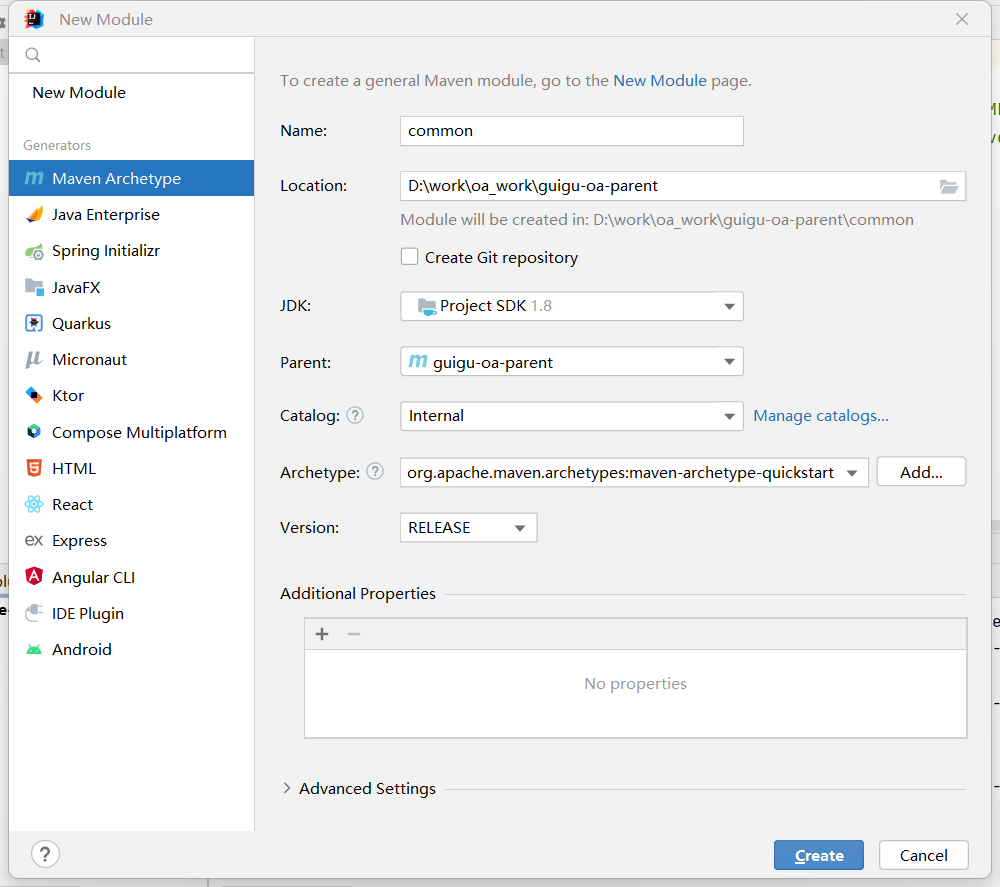 New Module
New Module
Generators
Maven Archetype
Java Enterprise
Spring Initializr
JavaFX
Quarkus
Micronaut
Ktor
Compose Multiplatform
HTML
React
Express
Angular CLI
IDE Plugin
Android
To create a general Maven module, go to the New Module page.
Name: common
Location: D:\work\oa_work\guigu-oa-parent
Module will be created in: D:\work\oa_work\guigu-oa-parent\common
Create Git repository
JDK: Project SDK 1.8
Parent: guigu-oa-parent
Catalog: ? Internal Manage catalogs...
Archetype: ? org.apache.maven.archetypes:maven-archetype-quickstart Add...
Version: RELEASE
Additional Properties
No properties
Advanced Settings
? Create Cancel